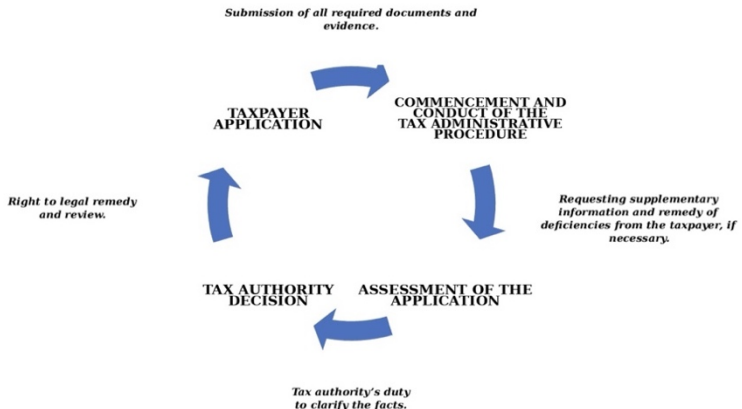 Submission of all required documents and
evidence.
TAXPAYER
APPLICATION
COMMENCEMENT AND
CONDUCT OF THE
TAX ADMINISTRATIVE
PROCEDURE
Right to legal remedy
and review.
Requesting supplementary
information and remedy of
deficiencies from the taxpayer, if
necessary.
TAX AUTHORITY
DECISION
ASSESSMENT OF THE
APPLICATION
Tax authority's duty
to clarify the facts.